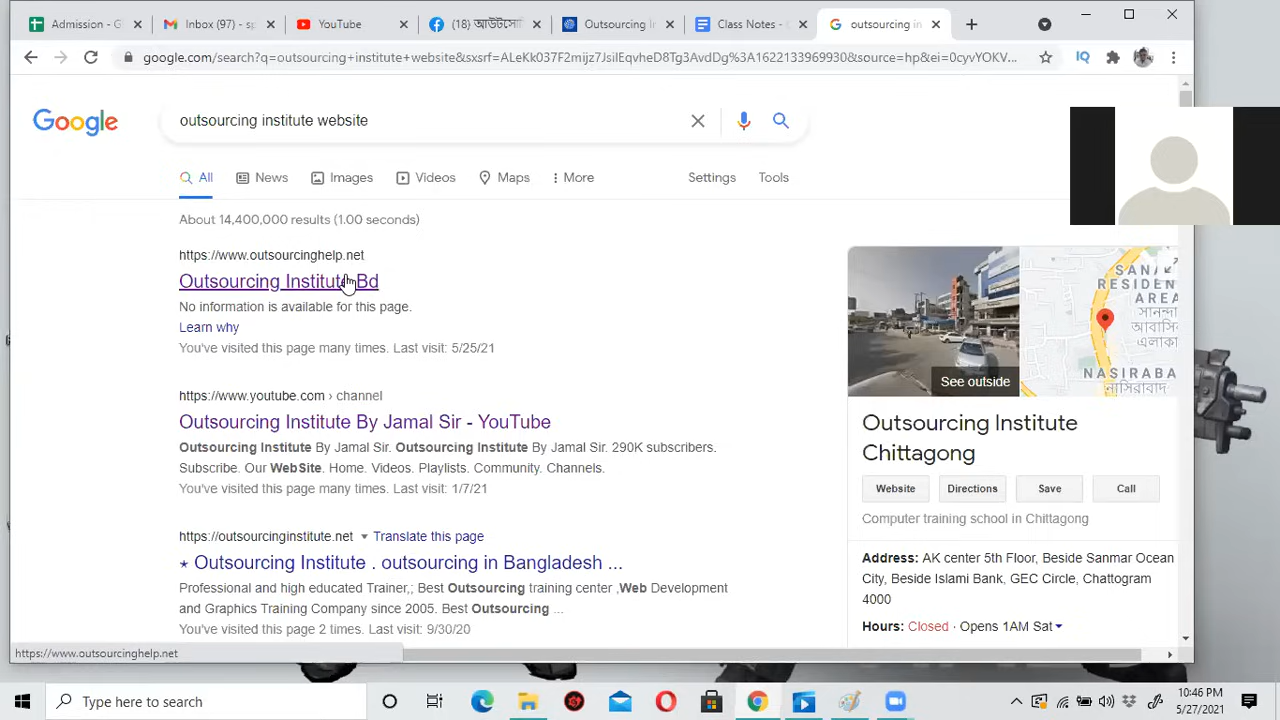 Admission - G
Inbox (97) - sp
YouTube
(18) আউটসো
Outsourcing In
Class Notes - G
outsourcing in
google.com/search?q=outsourcing+institute+website&sxsrf=ALeKk037F2mijz7JsilEqvheD8Tg3AvdDg%3A1622133969930&source=hp&ei=0cyvYOKV...
Google
outsourcing institute website
All
News
Images
Videos
Maps
More
Settings
Tools
About 14,400,000 results (1.00 seconds)
https://www.outsourcinghelp.net
Outsourcing Institute Bd
No information is available for this page.
Learn why
You've visited this page many times. Last visit: 5/25/21
https://www.youtube.com › channel
Outsourcing Institute By Jamal Sir - YouTube
Outsourcing Institute By Jamal Sir. Outsourcing Institute By Jamal Sir. 290K subscribers.
Subscribe. Our WebSite. Home. Videos. Playlists. Community. Channels.
You've visited this page many times. Last visit: 1/7/21
https://outsourcinginstitute.net Translate this page
⋆ Outsourcing Institute . outsourcing in Bangladesh ...
Professional and high educated Trainer,; Best Outsourcing training center ,Web Development
and Graphics Training Company since 2005. Best Outsourcing ...
You've visited this page 2 times. Last visit: 9/30/20
See outside
SANA
RESIDEN
AREA
সানমার
আবাসি
এলাকা
NASIRABA
নাসিরাবাদ
Outsourcing Institute
Chittagong
Website
Directions
Save
Call
Computer training school in Chittagong
Address: AK center 5th Floor, Beside Sanmar Ocean
City, Beside Islami Bank, GEC Circle, Chattogram
4000
Hours: Closed · Opens 1AM Sat
https://www.outsourcinghelp.net
Type here to search
10:46 PM
5/27/2021